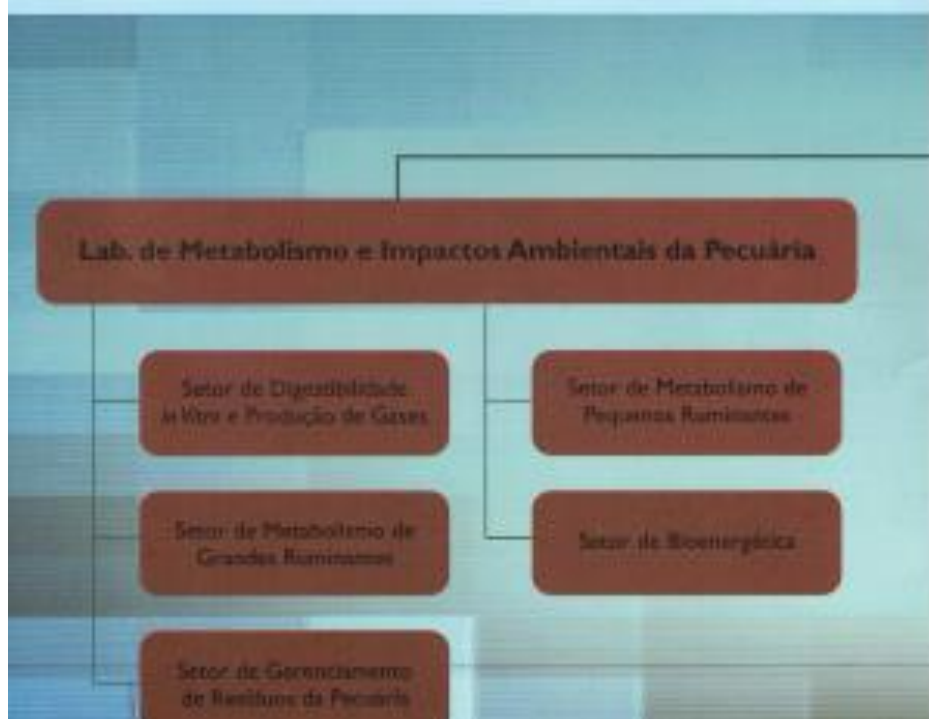 Lab. de Metabolismo e Impactos Ambientais da Pecuária
Setor de Digestibilidade
in Vitro e Produção de Gases
Setor de Metabolismo de
Pequenos Ruminantes
Setor de Metabolismo de
Grandes Ruminantes
Setor de Bioenergética
Setor de Gerenciamento
de Resíduos da Pecuária